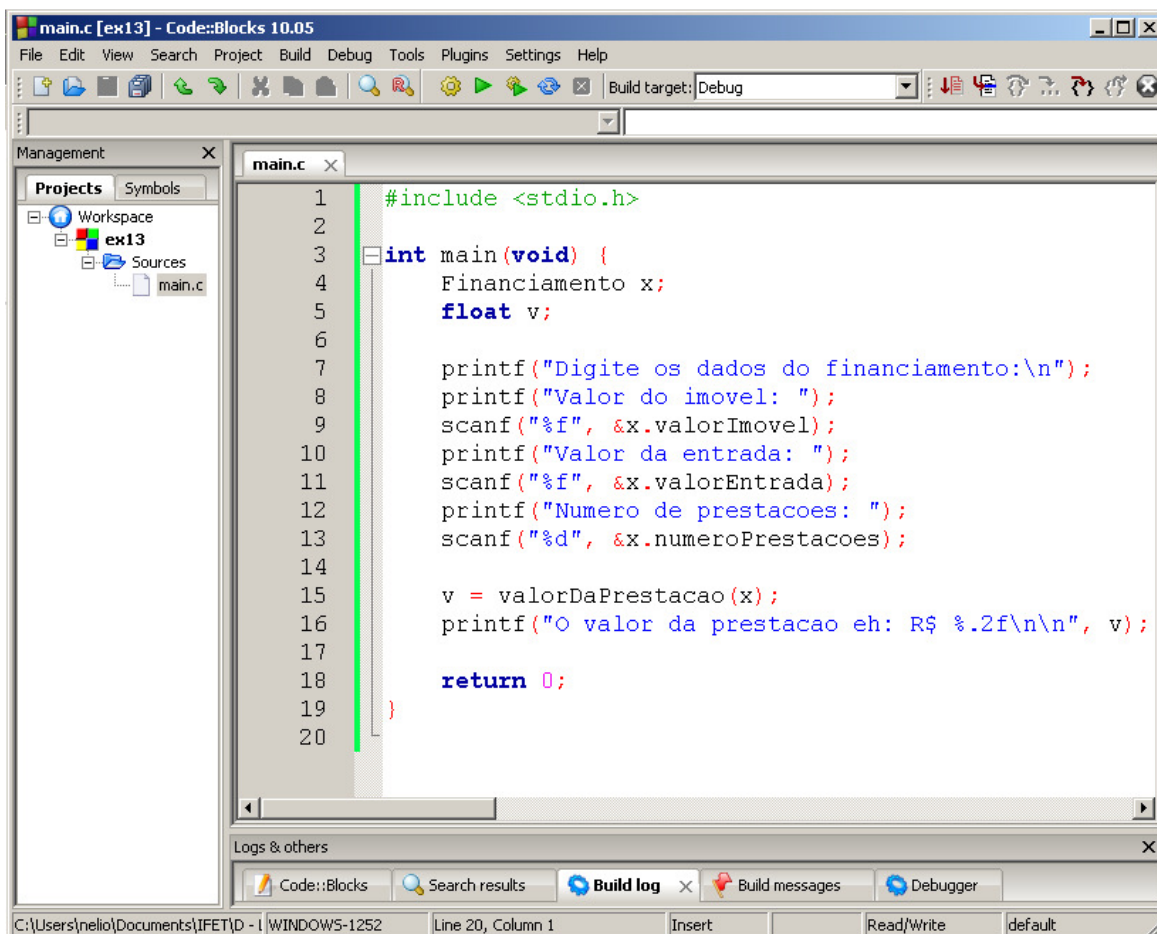 main.c [ex13] - Code::Blocks 10.05
File Edit View Search Project Build Debug Tools Plugins Settings Help
Build target: Debug
Management
Projects Symbols
Workspace
ex13
Sources
main.c
main.c
1 #include <stdio.h>
2
3 int main(void) {
4     Financiamento x;
5     float v;
6
7     printf("Digite os dados do financiamento:\n");
8     printf("Valor do imovel: ");
9     scanf("%f", &x.valorImovel);
10     printf("Valor da entrada: ");
11     scanf("%f", &x.valorEntrada);
12     printf("Numero de prestacoes: ");
13     scanf("%d", &x.numeroPrestacoes);
14
15     v = valorDaPrestacao(x);
16     printf("O valor da prestacao eh: R$ %.2f\n\n", v);
17
18     return 0;
19 }
20
Logs & others
Code::Blocks Search results Build log Build messages Debugger
C:\Users\nelio\Documents\IFET\D - L WINDOWS-1252 Line 20, Column 1 Insert Read/Write default